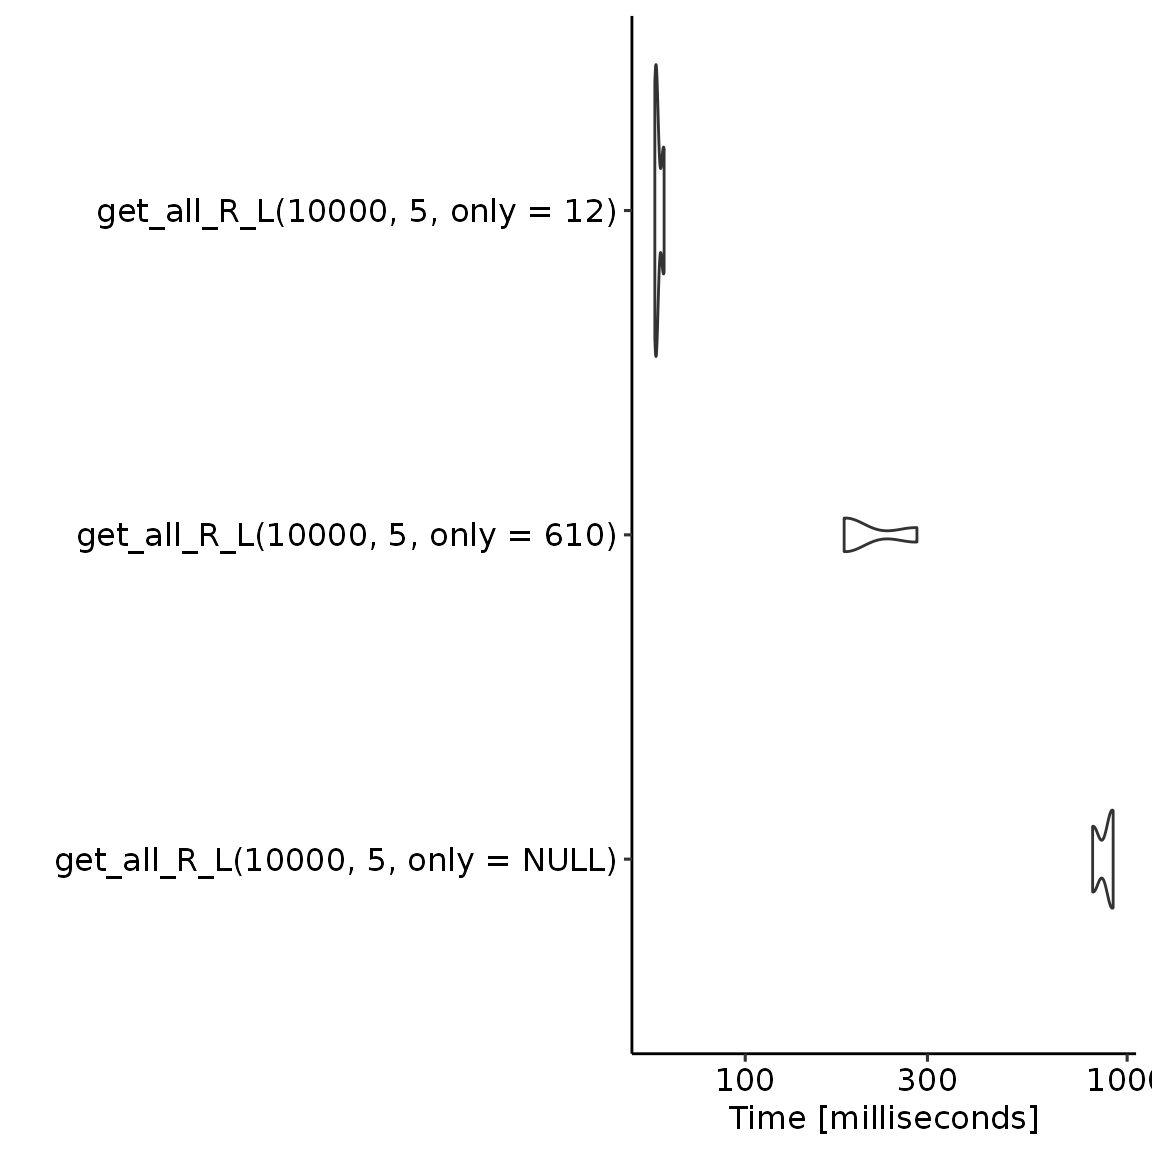 get_all_R_L(10000, 5, only = 12)
get_all_R_L(10000, 5, only = 610)
get_all_R_L(10000, 5, only = NULL)
100 300 1000
Time [milliseconds]